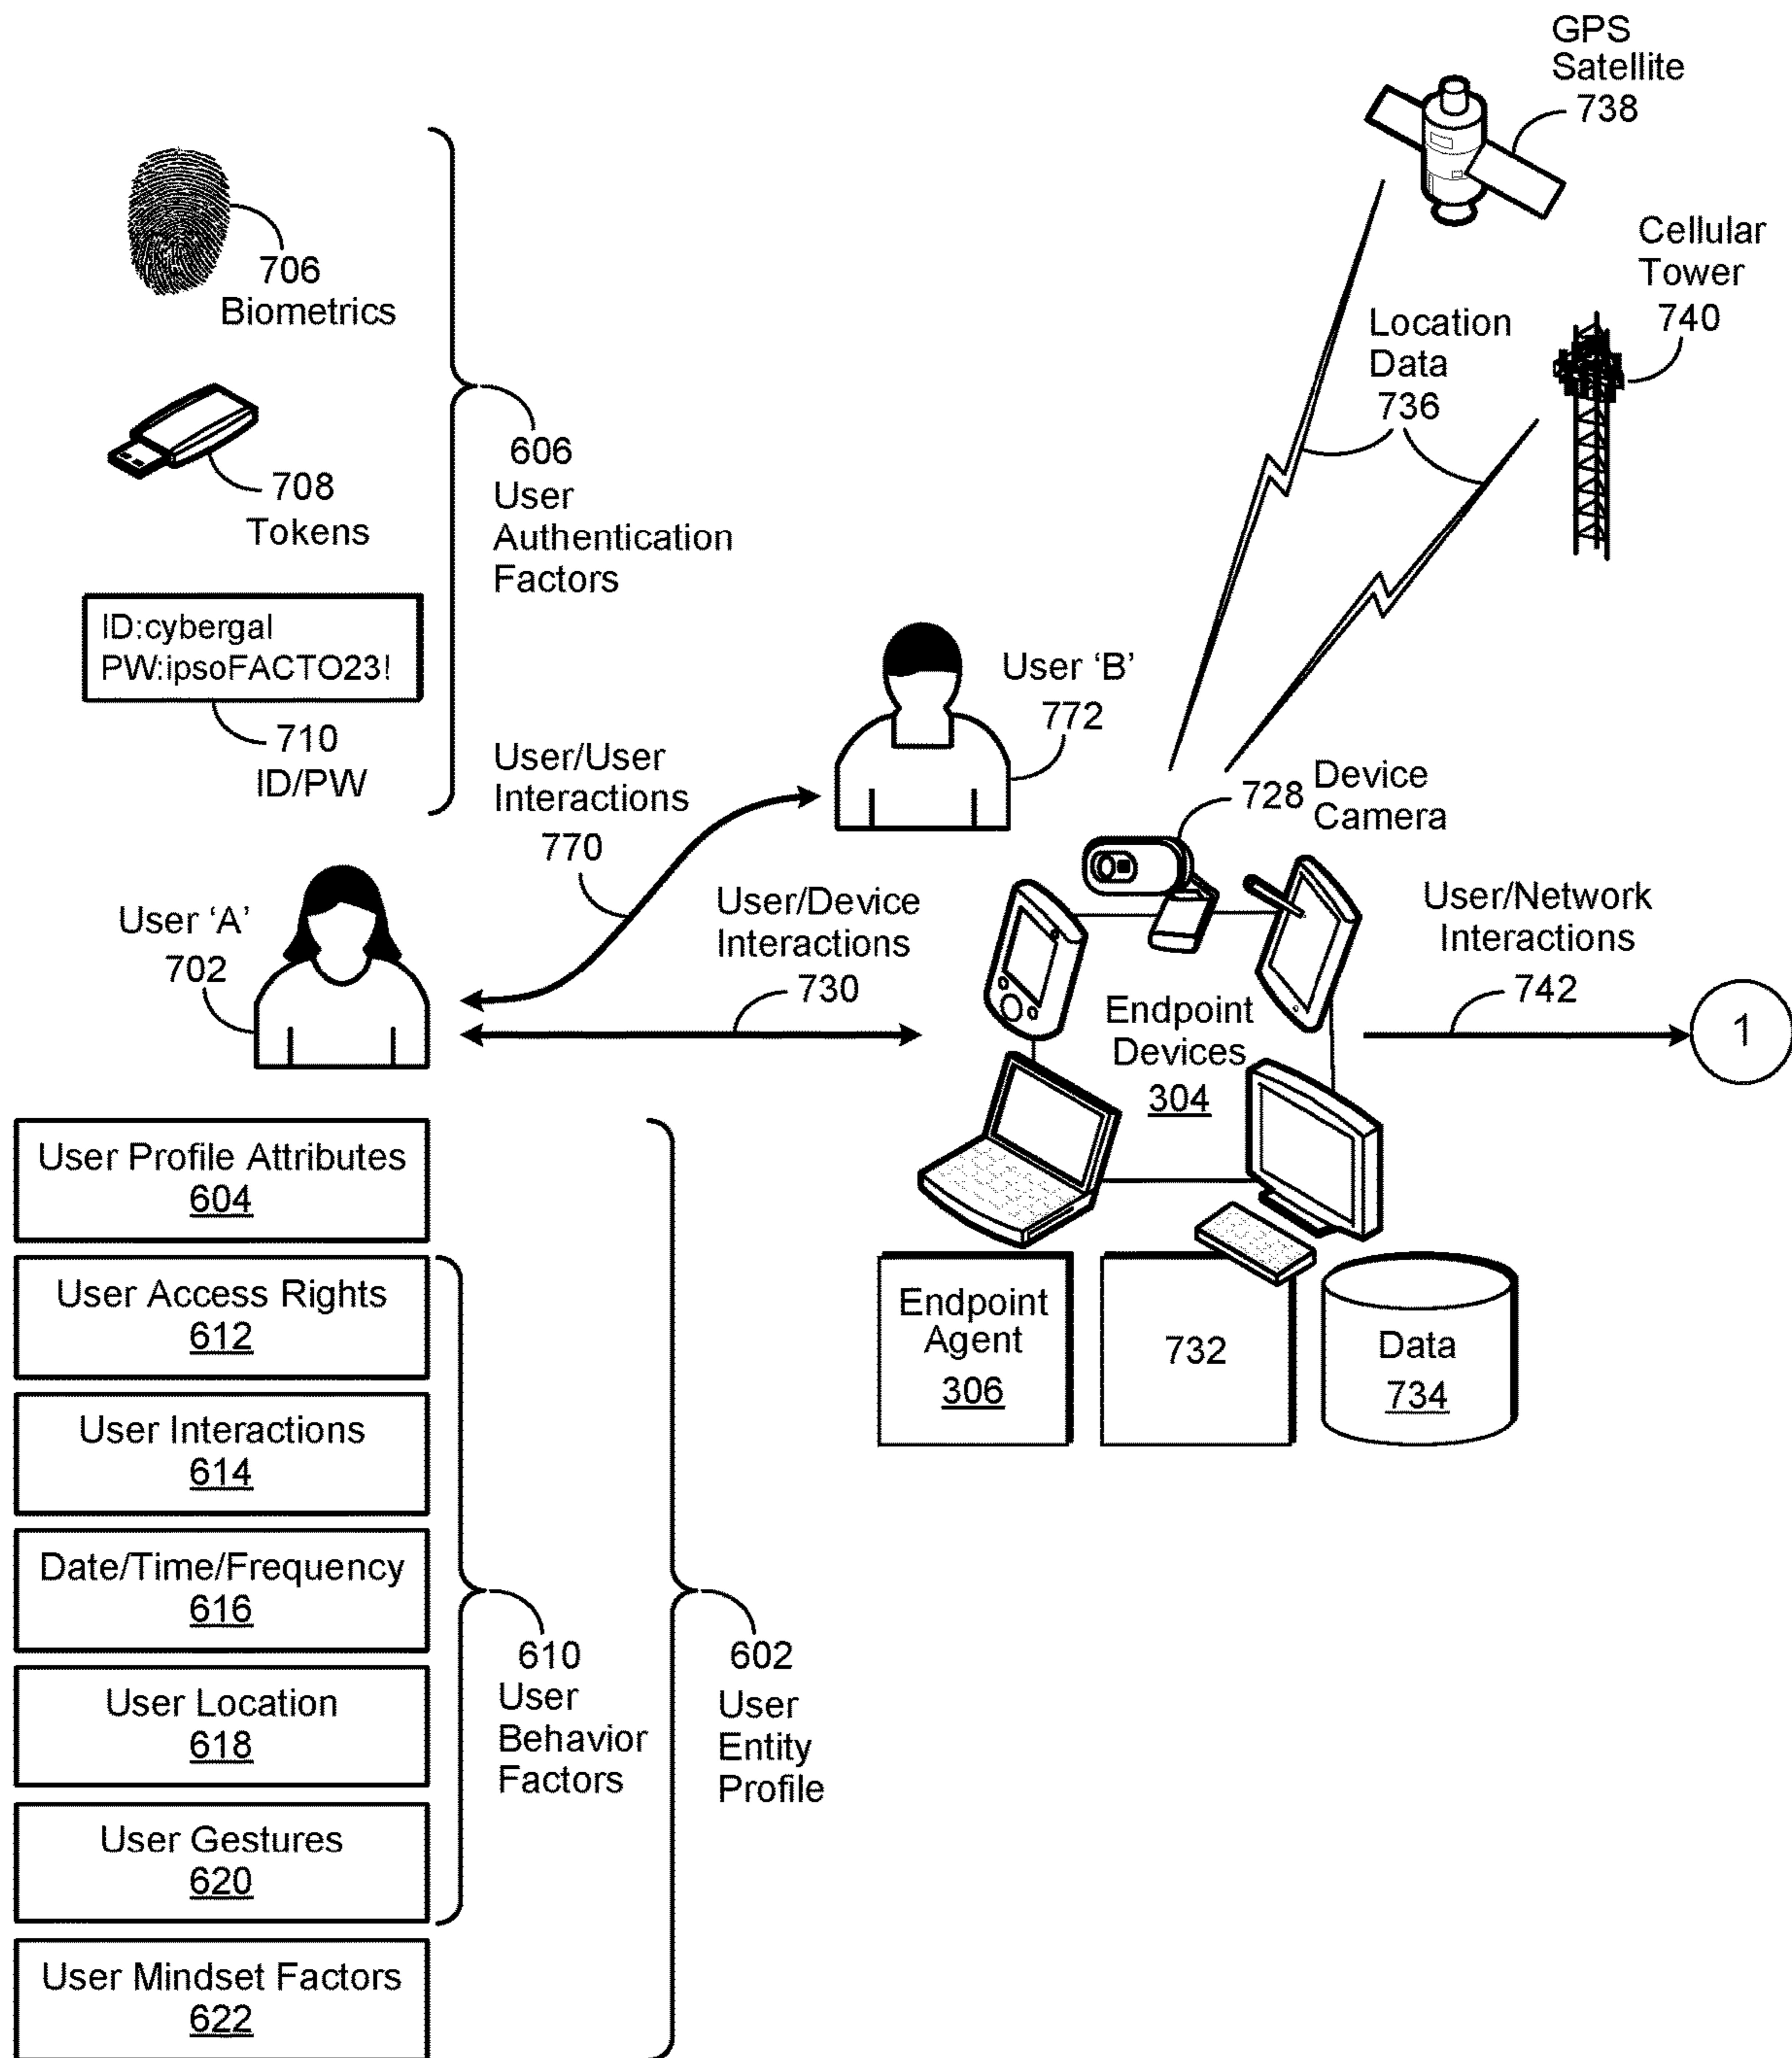 GPS
Satellite
738
Cellular
Tower
740
Location
Data
736
706
Biometrics
708
Tokens
ID:cybergal
PW:ipsoFACTO23!
710
ID/PW
606
User
Authentication
Factors
User 'B'
772
User/User
Interactions
770
728
Device
Camera
User 'A'
702
User/Device
Interactions
730
User/Network
Interactions
742
1
Endpoint
Devices
304
User Profile Attributes
604
User Access Rights
612
User Interactions
614
Date/Time/Frequency
616
User Location
618
User Gestures
620
User Mindset Factors
622
610
User
Behavior
Factors
602
User
Entity
Profile
Endpoint
Agent
306
732
Data
734